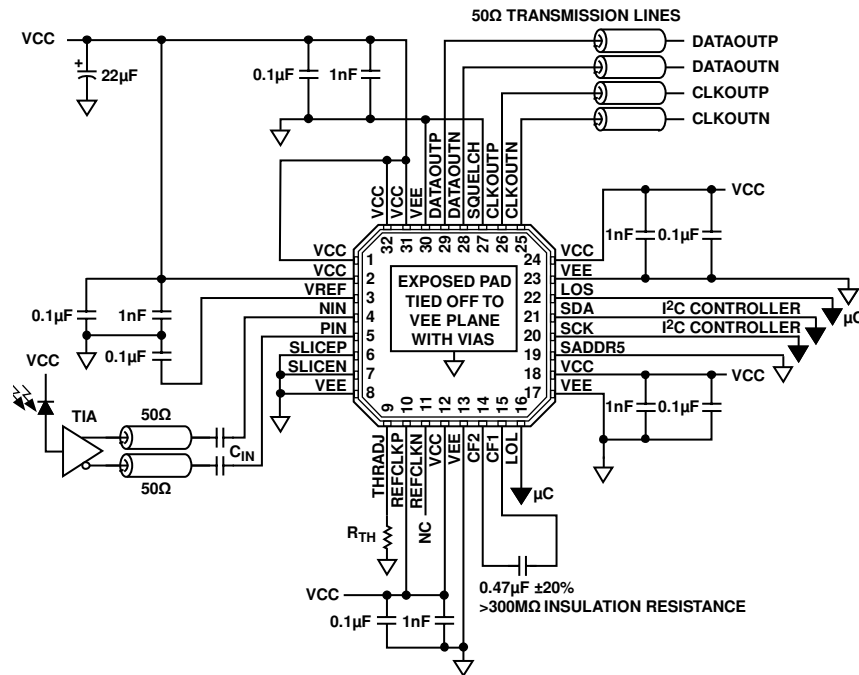 50Ω TRANSMISSION LINES
VCC
DATAOUTP
DATAOUTN
CLKOUTP
CLKOUTN
22µF
+
0.1µF
1nF
VCC
VCC
VEE
DATAOUTP
DATAOUTN
SQUELCH
CLKOUTP
CLKOUTN
32
31
30
29
28
27
26
25
VCC 1
VCC 2
VREF 3
NIN 4
PIN 5
SLICEP 6
SLICEN 7
VEE 8
EXPOSED PAD
TIED OFF TO
VEE PLANE
WITH VIAS
24 VCC
23 VEE
22 LOS
21 SDA
20 SCK
19 SADDR5
18 VCC
17 VEE
VCC
1nF
0.1µF
I²C CONTROLLER
I²C CONTROLLER
µC
VCC
1nF
0.1µF
0.1µF
1nF
0.1µF
VCC
TIA
50Ω
50Ω
C_IN
9
10
11
12
13
14
15
16
THRADJ
REFCLKP
REFCLKN
VCC
VEE
CF2
CF1
LOL
µC
R_TH
NC
VCC
0.1µF
1nF
0.47µF ±20%
>300MΩ INSULATION RESISTANCE